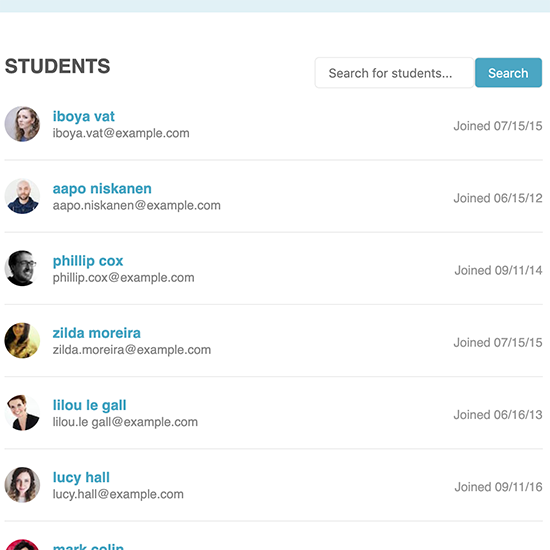 STUDENTS
Search for students... Search
iboya vat
iboya.vat@example.com
Joined 07/15/15
aapo niskanen
aapo.niskanen@example.com
Joined 06/15/12
phillip cox
phillip.cox@example.com
Joined 09/11/14
zilda moreira
zilda.moreira@example.com
Joined 07/15/15
lilou le gall
lilou.le gall@example.com
Joined 06/16/13
lucy hall
lucy.hall@example.com
Joined 09/11/16
mark colin